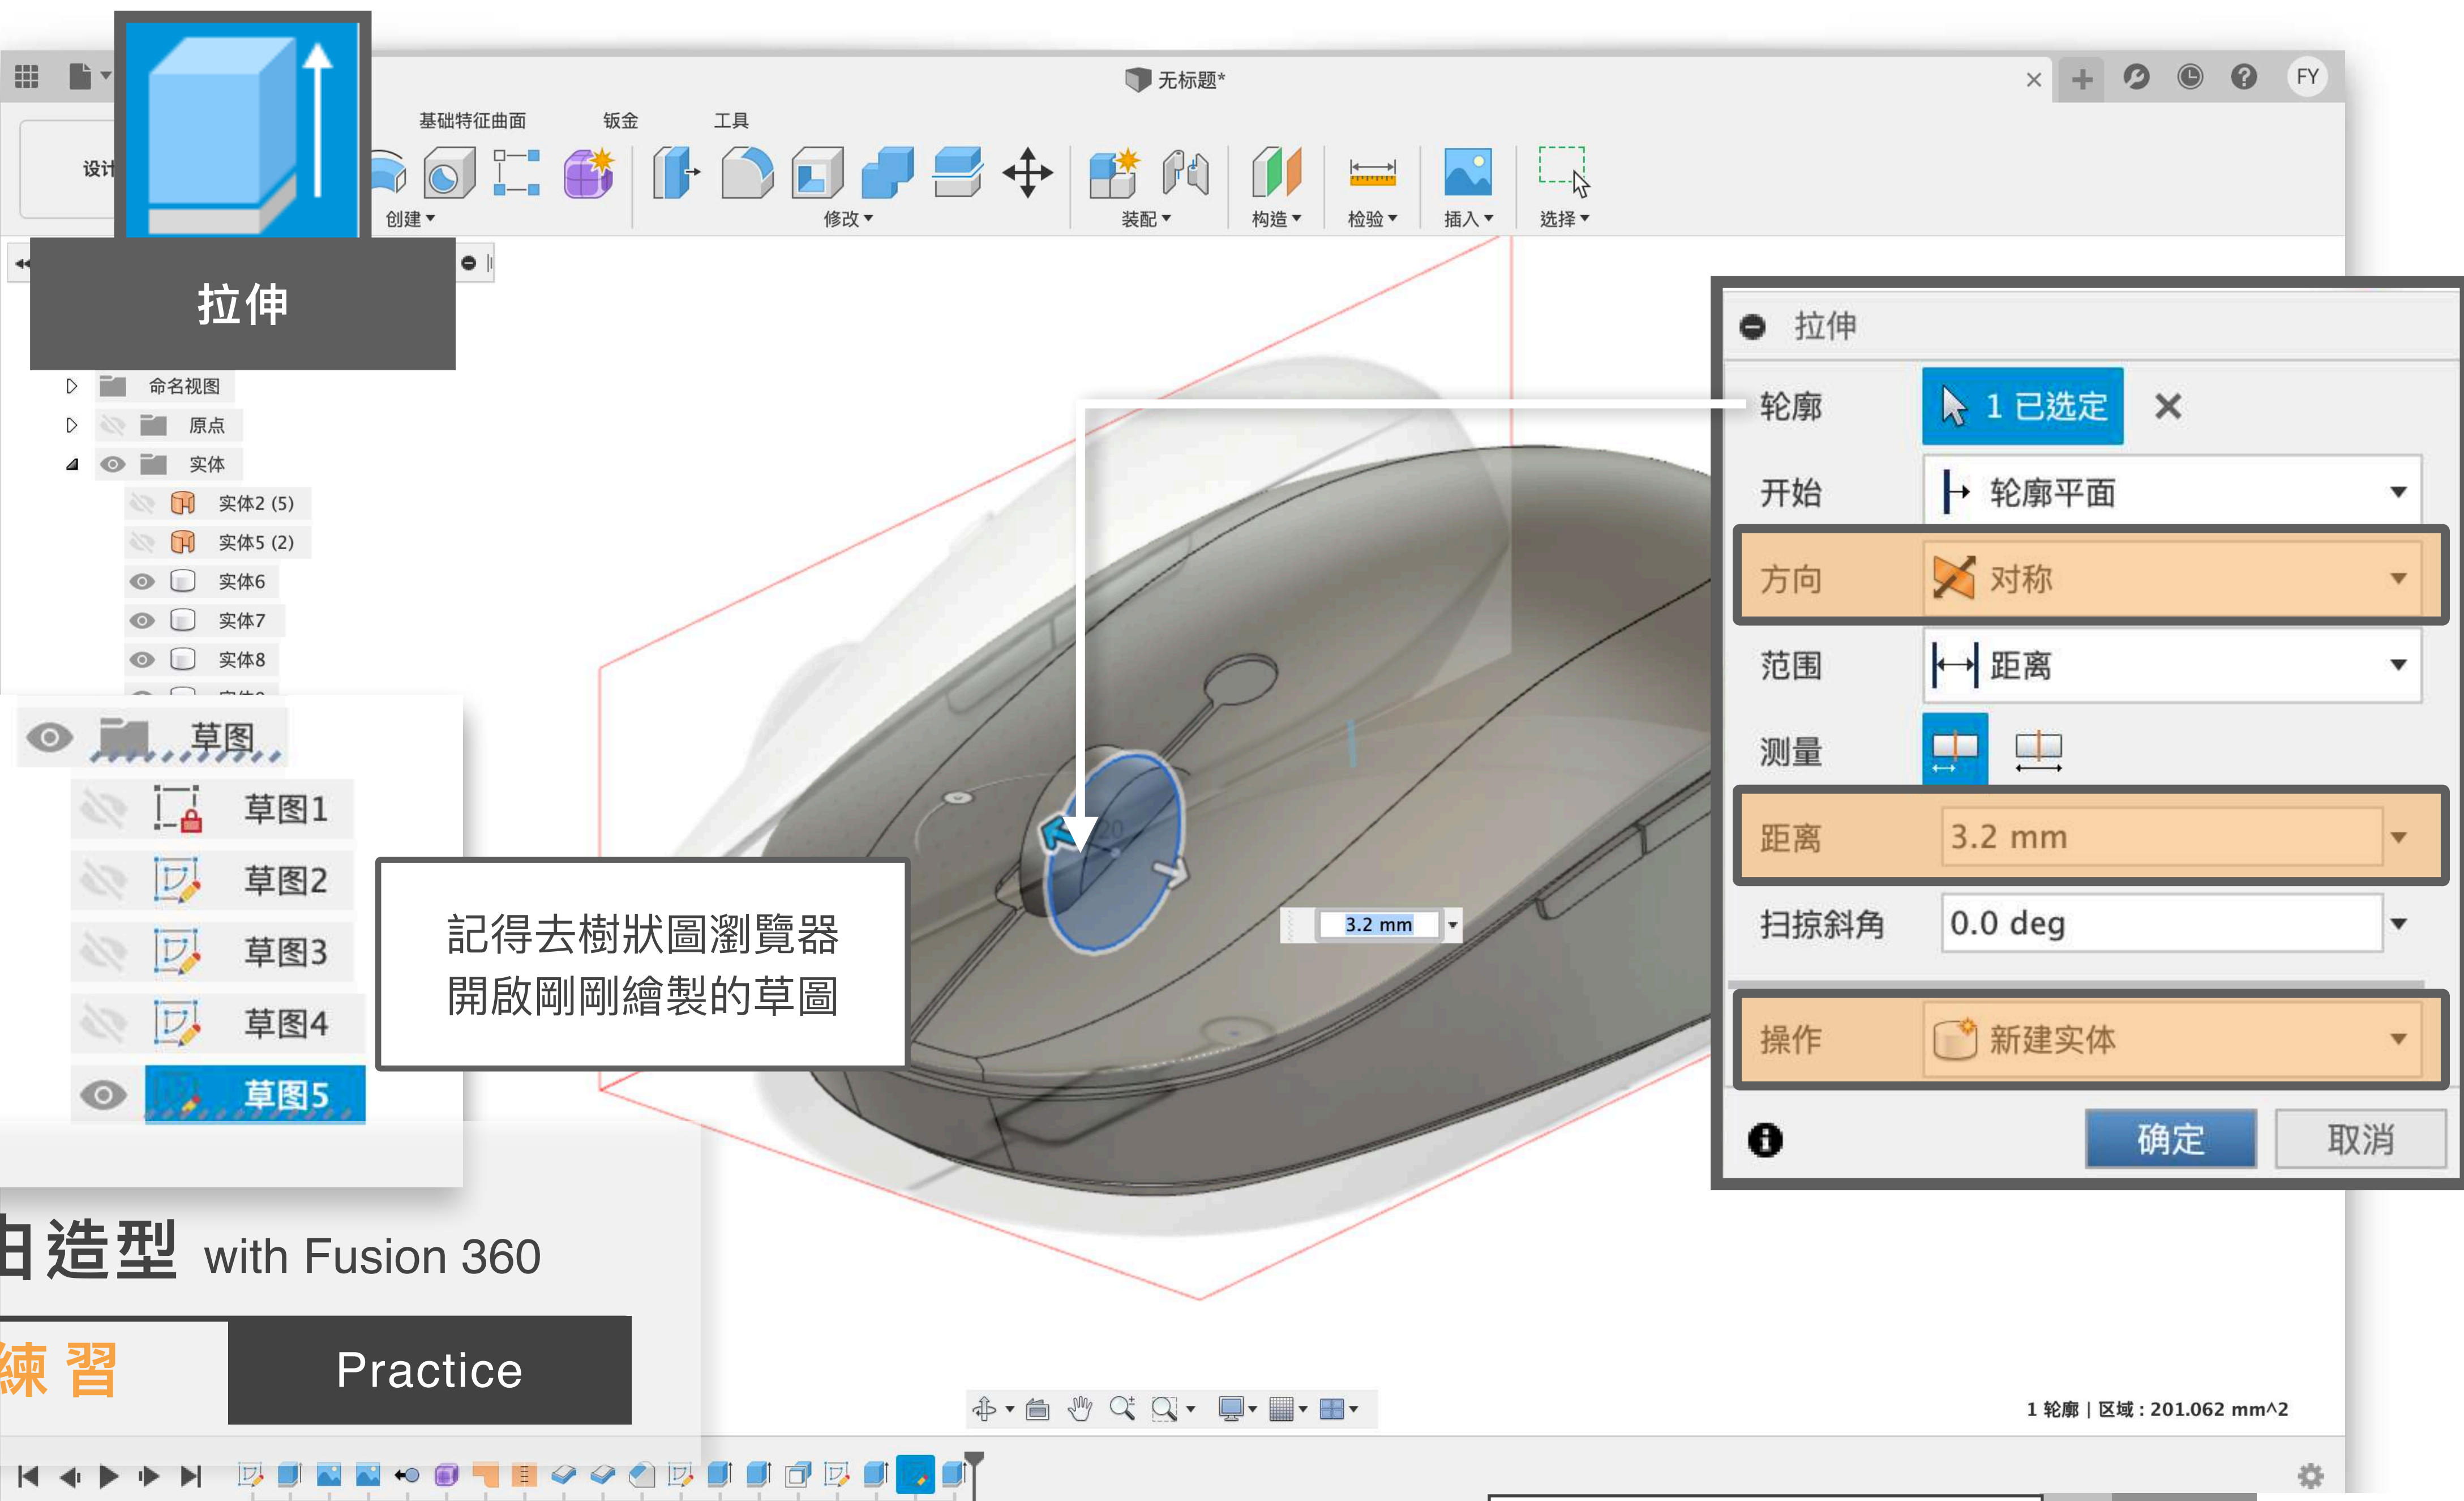 无标题*
FY
基础特征曲面 钣金 工具
设计
创建 修改 装配 构造 检验 插入 选择
拉伸
命名视图
原点
实体
实体2 (5)
实体5 (2)
实体6
实体7
实体8
草图
草图1
草图2
草图3
草图4
草图5
記得去樹狀圖瀏覽器
開啟剛剛繪製的草圖
3.2 mm
拉伸
轮廓 1 已选定
开始 轮廓平面
方向 对称
范围 距离
测量
距离 3.2 mm
扫掠斜角 0.0 deg
操作 新建实体
确定 取消
造型 with Fusion 360
練習 Practice
1 轮廓 | 区域 : 201.062 mm^2